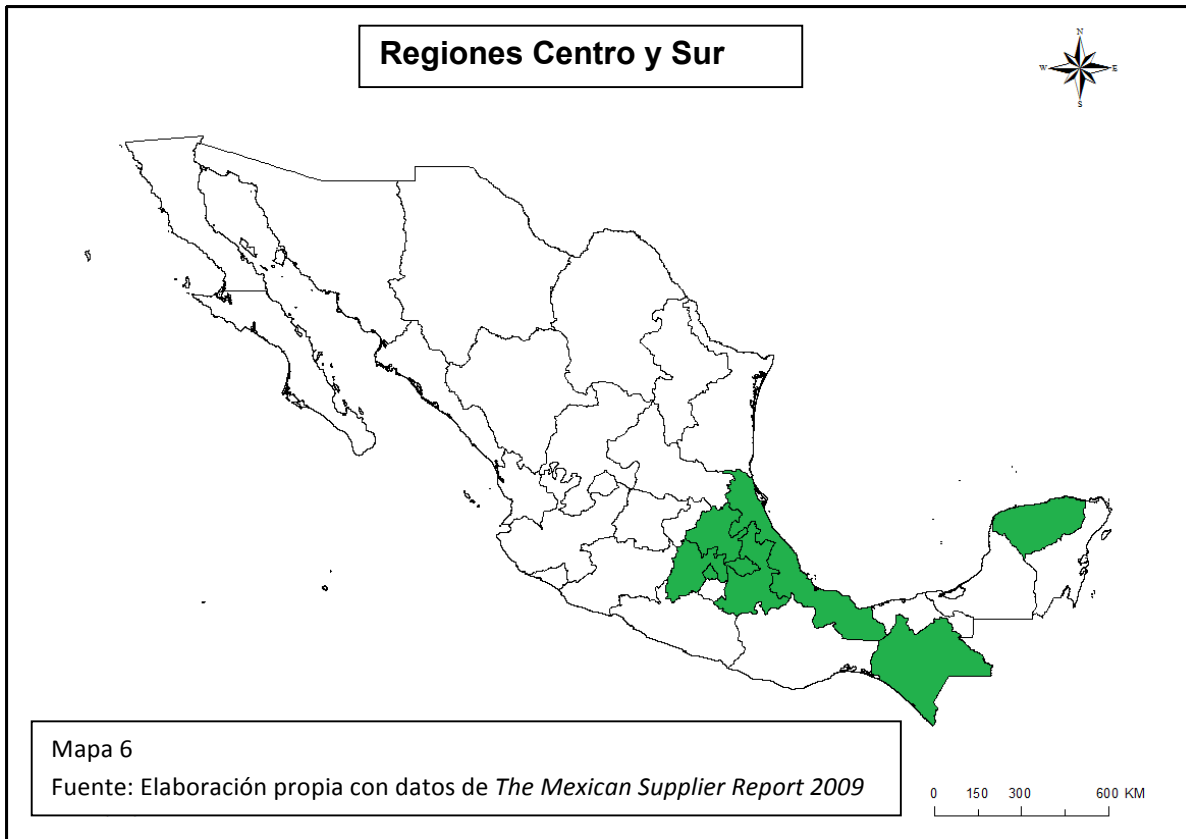 Regiones Centro y Sur
N
W E
S
Mapa 6
Fuente: Elaboración propia con datos de The Mexican Supplier Report 2009
0 150 300 600 KM